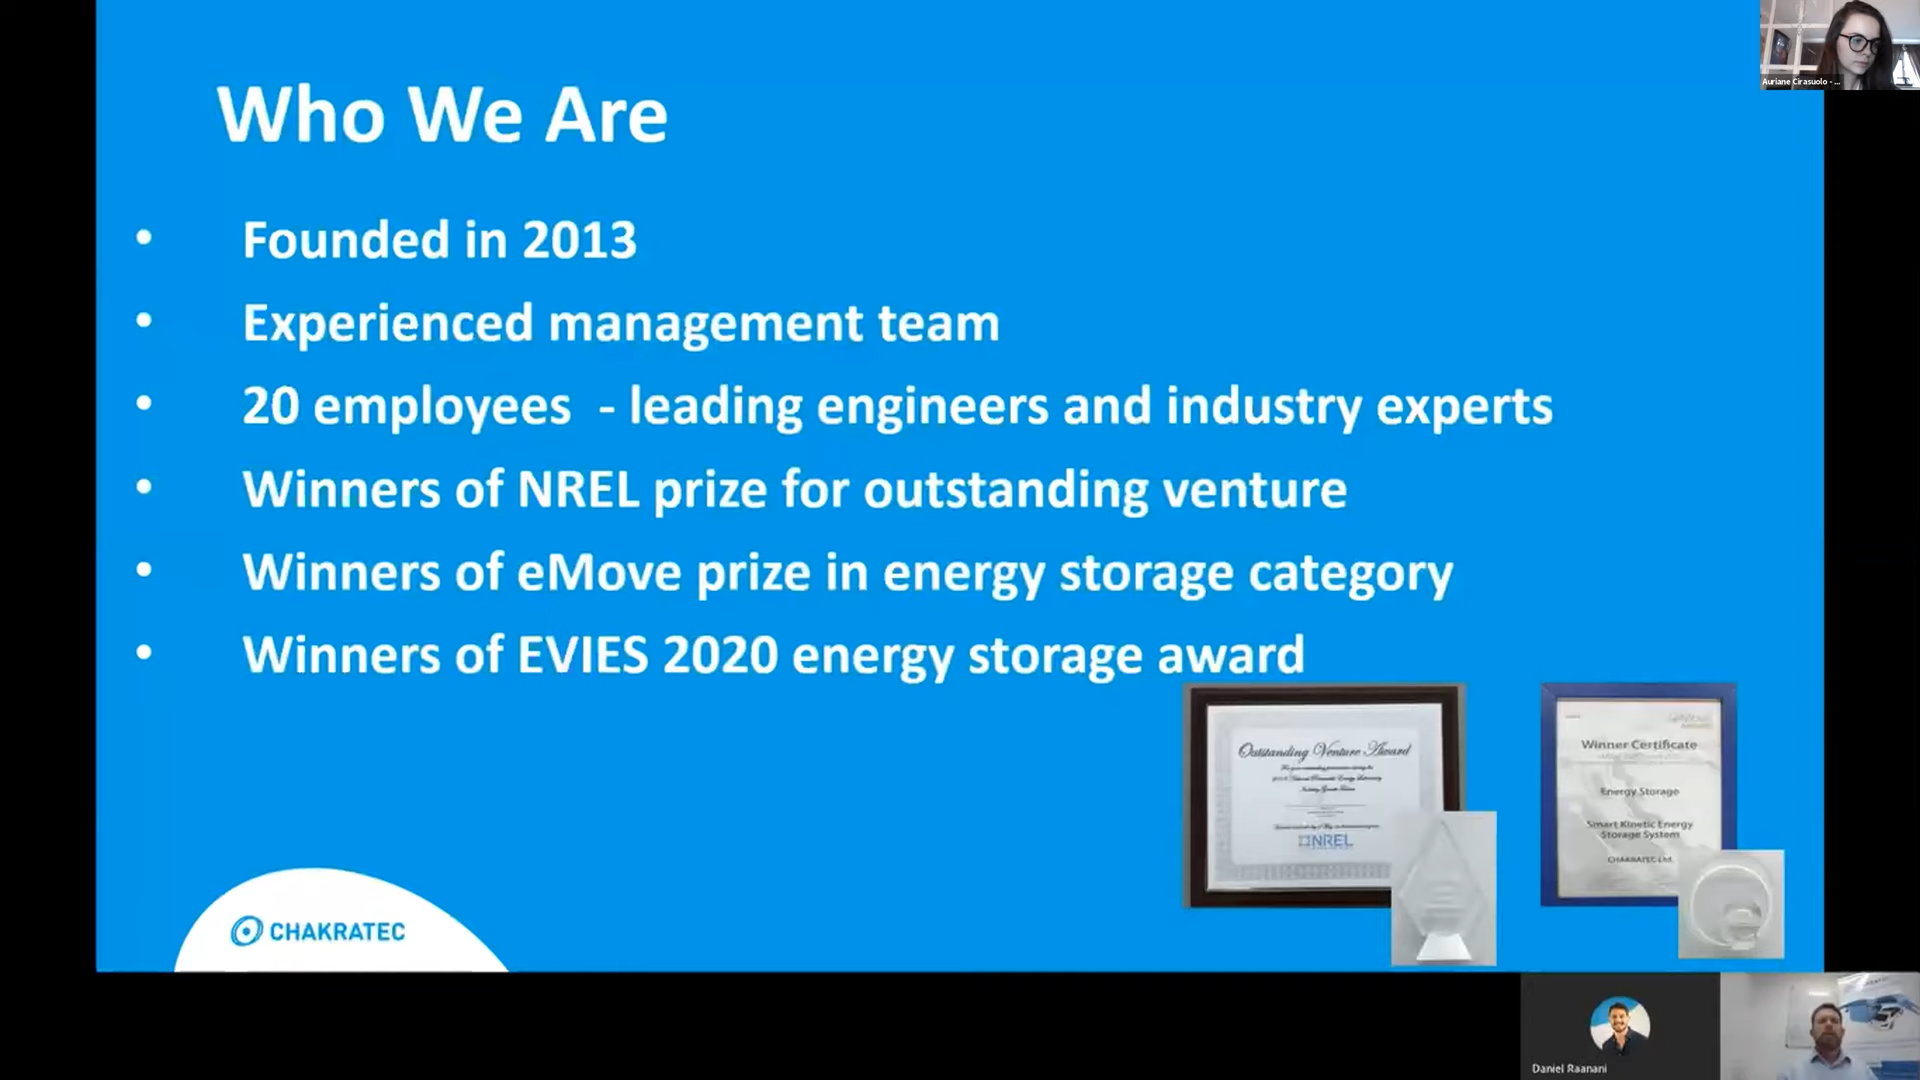 Who We Are
• Founded in 2013
• Experienced management team
• 20 employees - leading engineers and industry experts
• Winners of NREL prize for outstanding venture
• Winners of eMove prize in energy storage category
• Winners of EVIES 2020 energy storage award
Outstanding Venture Award
NREL
Winner Certificate
Energy Storage
Smart Kinetic Energy
Storage System
CHAKRATEC Ltd.
CHAKRATEC
Auriane Cirasuolo - ...
Daniel Raanani